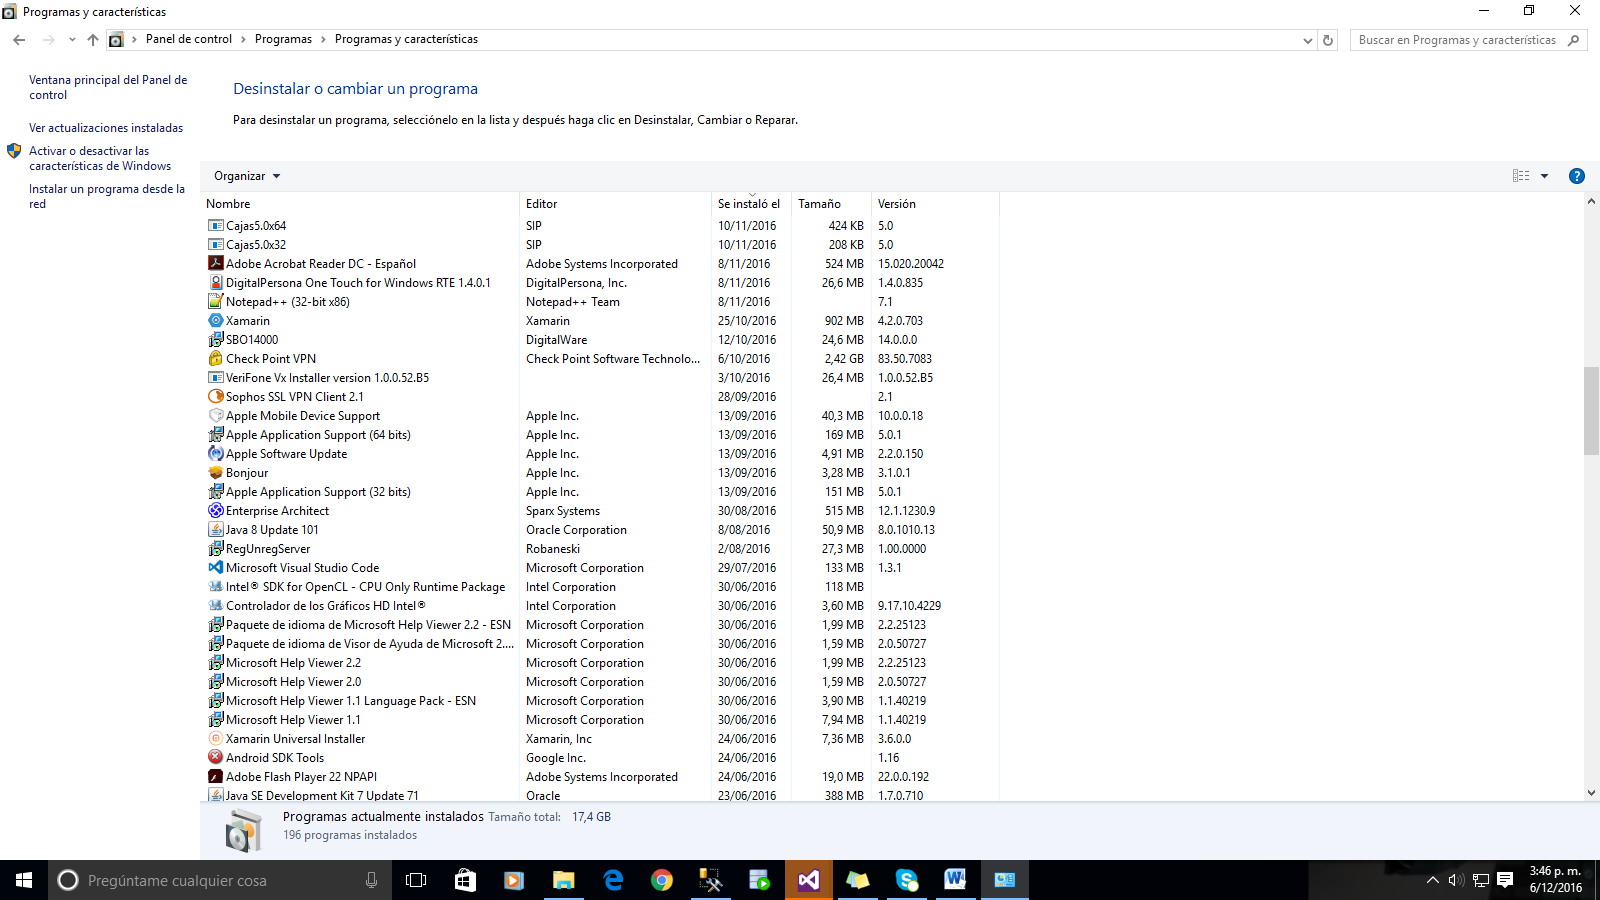 Programas y características
Panel de control > Programas > Programas y características
Buscar en Programas y características
Ventana principal del Panel de
control
Ver actualizaciones instaladas
Activar o desactivar las
características de Windows
Instalar un programa desde la
red
Desinstalar o cambiar un programa
Para desinstalar un programa, selecciónelo en la lista y después haga clic en Desinstalar, Cambiar o Reparar.
Organizar
Nombre Editor Se instaló el Tamaño Versión
Cajas5.0x64 SIP 10/11/2016 424 KB 5.0
Cajas5.0x32 SIP 10/11/2016 208 KB 5.0
Adobe Acrobat Reader DC - Español Adobe Systems Incorporated 8/11/2016 524 MB 15.020.20042
DigitalPersona One Touch for Windows RTE 1.4.0.1 DigitalPersona, Inc. 8/11/2016 26,6 MB 1.4.0.835
Notepad++ (32-bit x86) Notepad++ Team 8/11/2016 7.1
Xamarin Xamarin 25/10/2016 902 MB 4.2.0.703
SBO14000 DigitalWare 12/10/2016 24,6 MB 14.0.0.0
Check Point VPN Check Point Software Technolo... 6/10/2016 2,42 GB 83.50.7083
VeriFone Vx Installer version 1.0.0.52.B5 3/10/2016 26,4 MB 1.0.0.52.B5
Sophos SSL VPN Client 2.1 28/09/2016 2.1
Apple Mobile Device Support Apple Inc. 13/09/2016 40,3 MB 10.0.0.18
Apple Application Support (64 bits) Apple Inc. 13/09/2016 169 MB 5.0.1
Apple Software Update Apple Inc. 13/09/2016 4,91 MB 2.2.0.150
Bonjour Apple Inc. 13/09/2016 3,28 MB 3.1.0.1
Apple Application Support (32 bits) Apple Inc. 13/09/2016 151 MB 5.0.1
Enterprise Architect Sparx Systems 30/08/2016 515 MB 12.1.1230.9
Java 8 Update 101 Oracle Corporation 8/08/2016 50,9 MB 8.0.1010.13
RegUnregServer Robaneski 2/08/2016 27,3 MB 1.00.0000
Microsoft Visual Studio Code Microsoft Corporation 29/07/2016 133 MB 1.3.1
Intel® SDK for OpenCL - CPU Only Runtime Package Intel Corporation 30/06/2016 118 MB
Controlador de los Gráficos HD Intel® Intel Corporation 30/06/2016 3,60 MB 9.17.10.4229
Paquete de idioma de Microsoft Help Viewer 2.2 - ESN Microsoft Corporation 30/06/2016 1,99 MB 2.2.25123
Paquete de idioma de Visor de Ayuda de Microsoft 2.... Microsoft Corporation 30/06/2016 1,59 MB 2.0.50727
Microsoft Help Viewer 2.2 Microsoft Corporation 30/06/2016 1,99 MB 2.2.25123
Microsoft Help Viewer 2.0 Microsoft Corporation 30/06/2016 1,59 MB 2.0.50727
Microsoft Help Viewer 1.1 Language Pack - ESN Microsoft Corporation 30/06/2016 3,90 MB 1.1.40219
Microsoft Help Viewer 1.1 Microsoft Corporation 30/06/2016 7,94 MB 1.1.40219
Xamarin Universal Installer Xamarin, Inc 24/06/2016 7,36 MB 3.6.0.0
Android SDK Tools Google Inc. 24/06/2016 1.16
Adobe Flash Player 22 NPAPI Adobe Systems Incorporated 24/06/2016 19,0 MB 22.0.0.192
Java SE Development Kit 7 Update 71 Oracle 23/06/2016 388 MB 1.7.0.710
Programas actualmente instalados Tamaño total: 17,4 GB
196 programas instalados
Pregúntame cualquier cosa
3:46 p. m.
6/12/2016